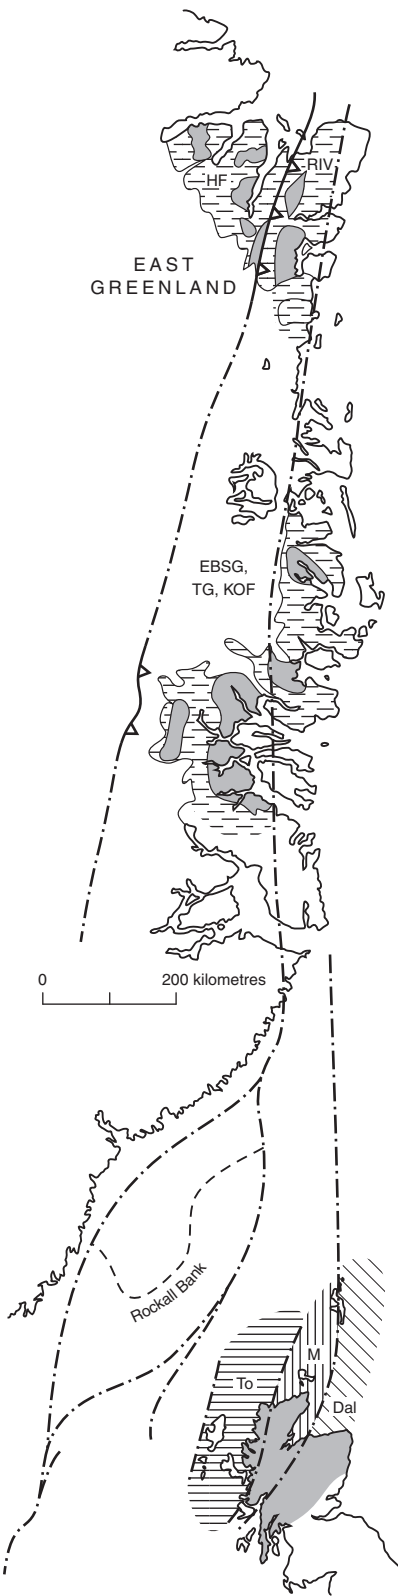 RIV
HF
EAST
GREENLAND
EBSG,
TG, KOF
0 200 kilometres
Rockall Bank
M
To
Dal